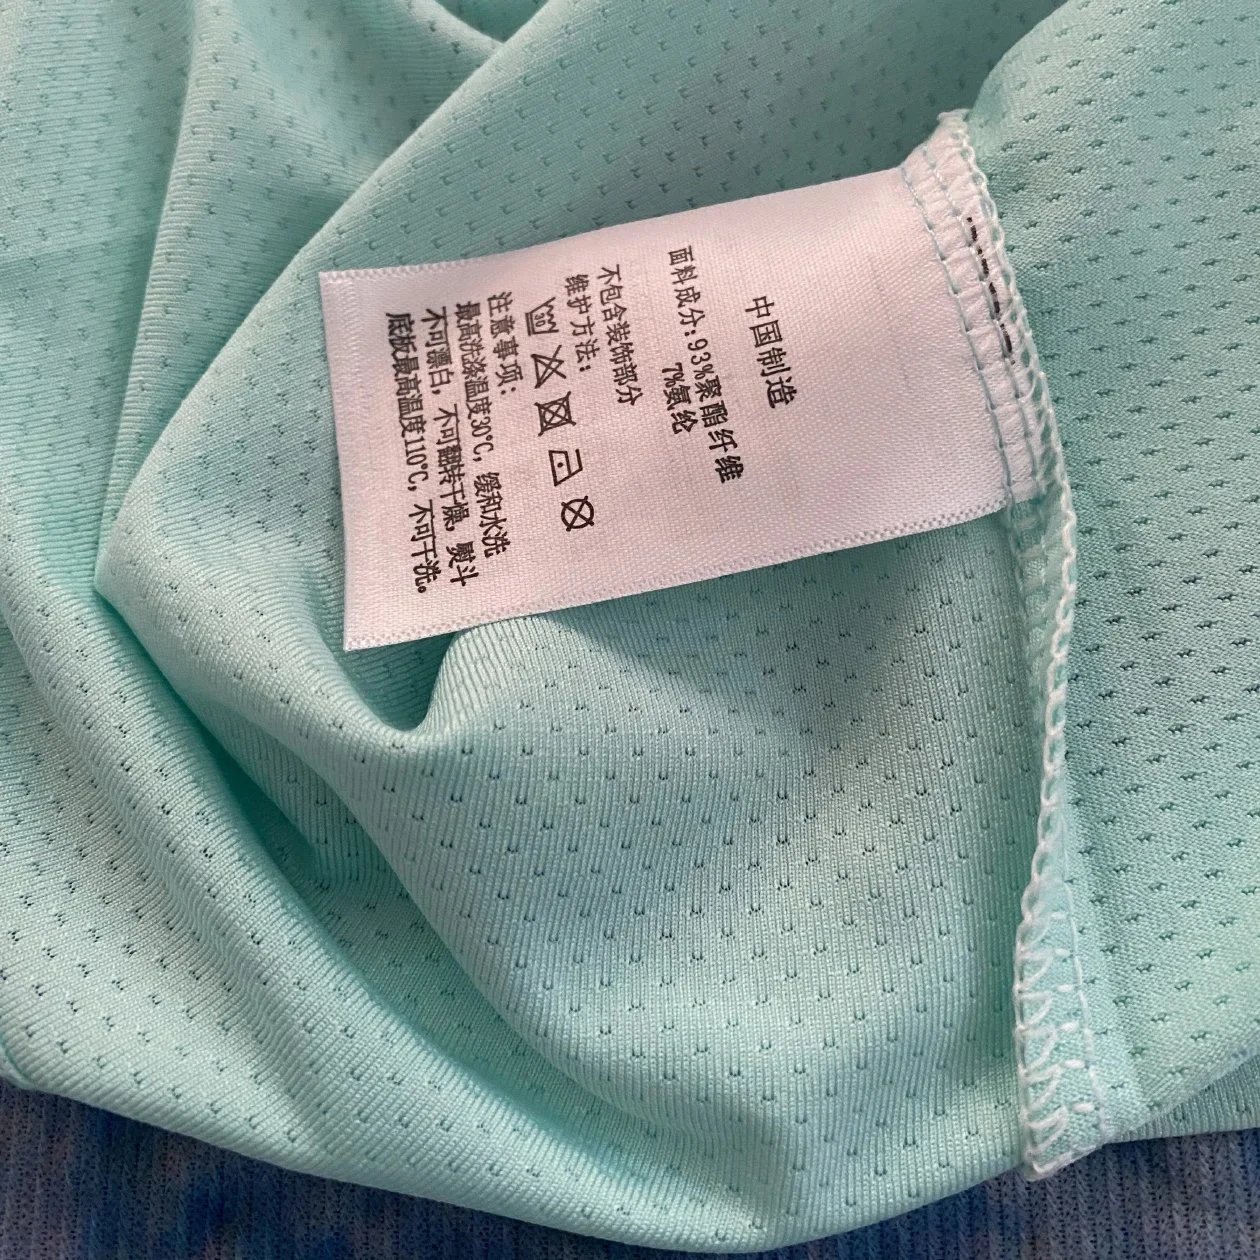 中国制造
面料成分:93%聚酯纤维
7%氨纶
不包含装饰部分
维护方法:
30
注意事项:
最高洗涤温度30℃,缓和水洗
不可漂白,不可翻转干燥,熨斗
底板最高温度110℃,不可干洗。